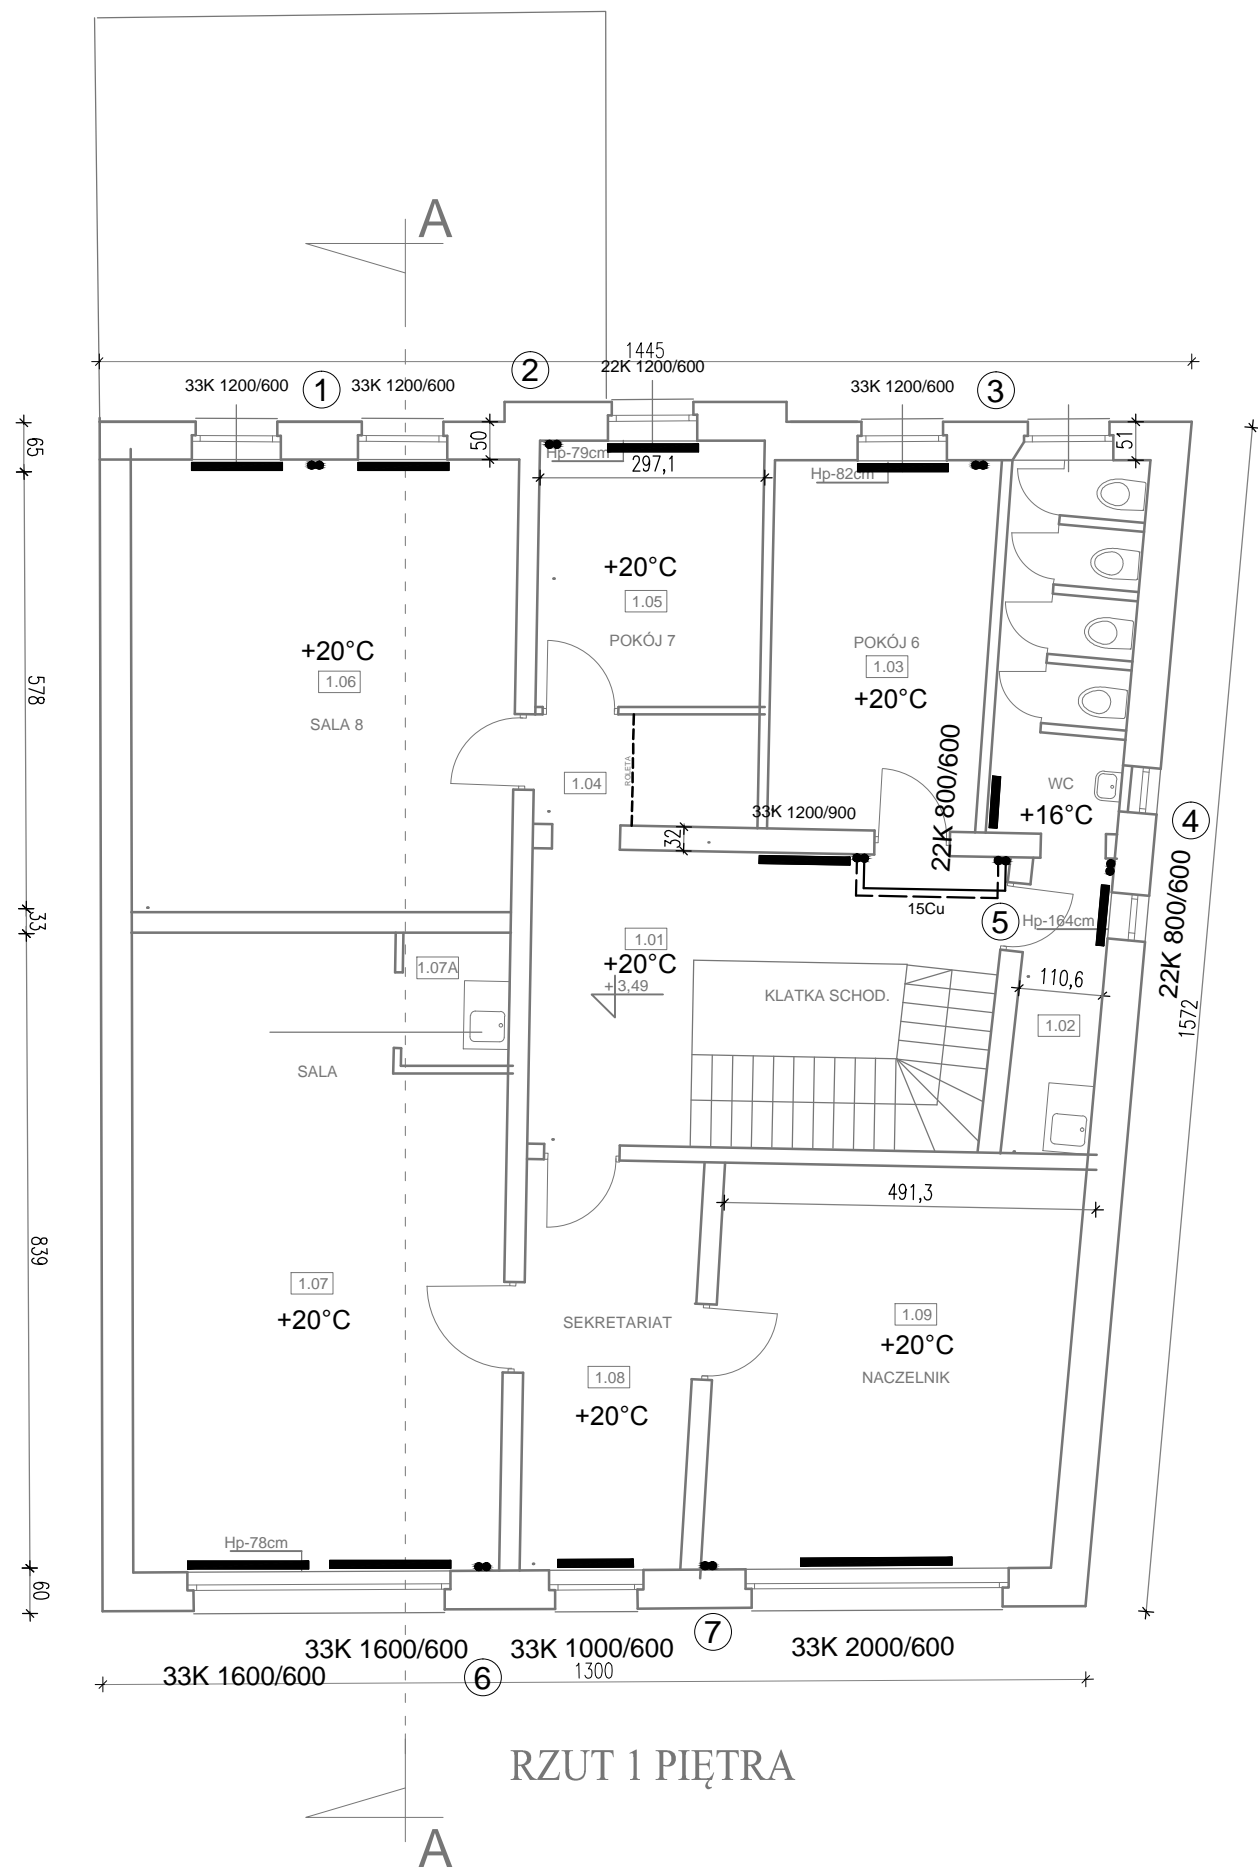 A
1445
22K 1200/600
33K 1200/600
1
33K 1200/600
2
33K 1200/600
3
65
50
51
Hp-79cm
297,1
Hp-82cm
+20°C
1.05
POKÓJ 7
+20°C
1.06
SALA 8
POKÓJ 6
1.03
+20°C
578
22K 800/600
1.04
ROLETA
WC
+16°C
33K 1200/900
32
4
22K 800/600
15Cu
5
Hp-164cm
33
1.01
+20°C
+ 3,49
1.07A
KLATKA SCHOD.
110,6
1.02
1572
SALA
491,3
839
1.07
+20°C
SEKRETARIAT
1.08
+20°C
1.09
+20°C
NACZELNIK
Hp-78cm
60
7
33K 1600/600
33K 1000/600
33K 2000/600
33K 1600/600
6
1300
RZUT 1 PIĘTRA
A